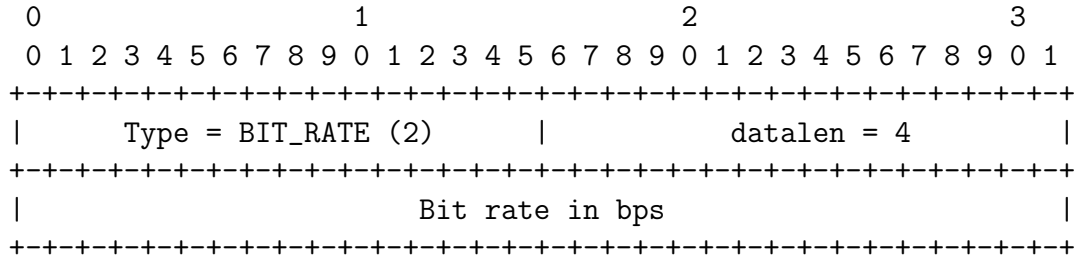 0                   1                   2                   3
0 1 2 3 4 5 6 7 8 9 0 1 2 3 4 5 6 7 8 9 0 1 2 3 4 5 6 7 8 9 0 1
+-+-+-+-+-+-+-+-+-+-+-+-+-+-+-+-+-+-+-+-+-+-+-+-+-+-+-+-+-+-+-+-+
|      Type = BIT_RATE (2)      |           datalen = 4         |
+-+-+-+-+-+-+-+-+-+-+-+-+-+-+-+-+-+-+-+-+-+-+-+-+-+-+-+-+-+-+-+-+
|                        Bit rate in bps                        |
+-+-+-+-+-+-+-+-+-+-+-+-+-+-+-+-+-+-+-+-+-+-+-+-+-+-+-+-+-+-+-+-+